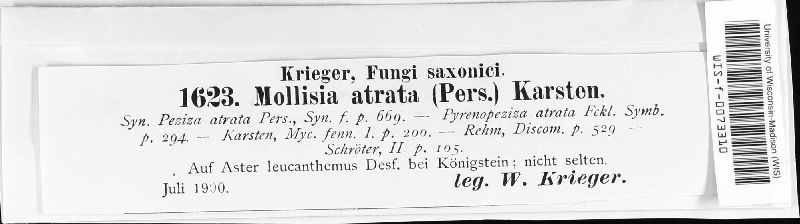 Krieger, Fungi saxonici.
1623. Mollisia atrata (Pers.) Karsten.
Syn. Peziza atrata Pers., Syn. f. p. 669. — Pyrenopeziza atrata Fckl. Symb.
p. 294. — Karsten, Myc. fenn. I. p. 200. — Rehm, Discom. p. 529 —
Schröter, II p. 105.
Auf Aster leucanthemus Desf. bei Königstein; nicht selten.
Juli 1900.
leg. W. Krieger.
University of Wisconsin-Madison (WIS)
WIS-f-0073310